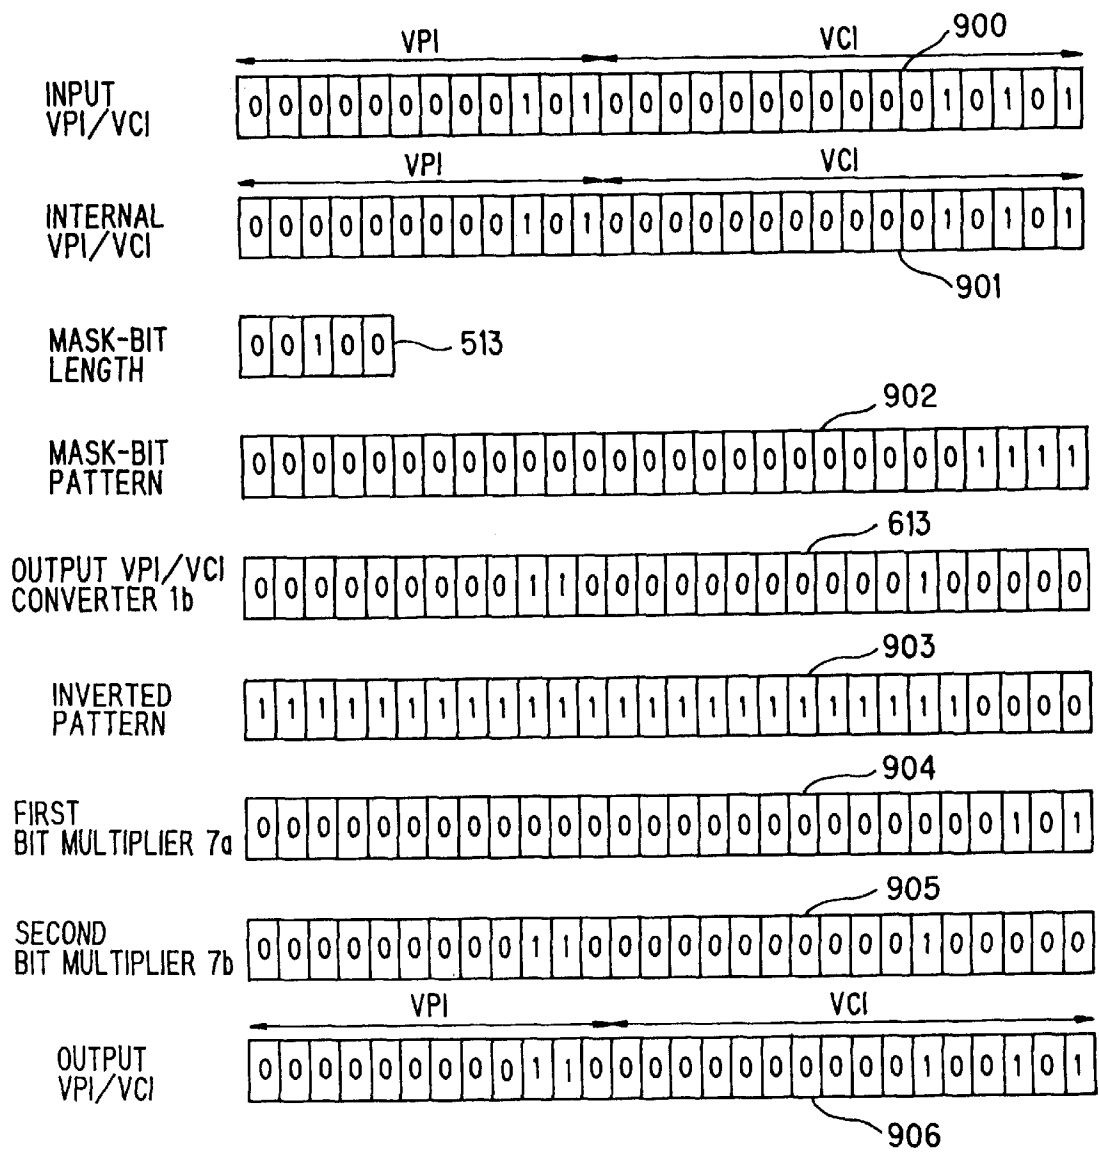 VPI VCI 900
INPUT
VPI/VCI
0 0 0 0 0 0 0 0 0 1 0 1 0 0 0 0 0 0 0 0 0 0 0 1 0 1 0 1
VPI VCI
INTERNAL
VPI/VCI
0 0 0 0 0 0 0 0 0 1 0 1 0 0 0 0 0 0 0 0 0 0 0 1 0 1 0 1
901
MASK-BIT
LENGTH
0 0 1 0 0 513
902
MASK-BIT
PATTERN
0 0 0 0 0 0 0 0 0 0 0 0 0 0 0 0 0 0 0 0 0 0 0 0 1 1 1 1
613
OUTPUT VPI/VCI
CONVERTER 1b
0 0 0 0 0 0 0 0 0 1 1 0 0 0 0 0 0 0 0 0 0 0 1 0 0 0 0 0
903
INVERTED
PATTERN
1 1 1 1 1 1 1 1 1 1 1 1 1 1 1 1 1 1 1 1 1 1 1 1 0 0 0 0
904
FIRST
BIT MULTIPLIER 7a
0 0 0 0 0 0 0 0 0 0 0 0 0 0 0 0 0 0 0 0 0 0 0 0 0 1 0 1
905
SECOND
BIT MULTIPLIER 7b
0 0 0 0 0 0 0 0 0 1 1 0 0 0 0 0 0 0 0 0 0 0 1 0 0 0 0 0
VPI VCI
OUTPUT
VPI/VCI
0 0 0 0 0 0 0 0 0 1 1 0 0 0 0 0 0 0 0 0 0 0 1 0 0 1 0 1
906